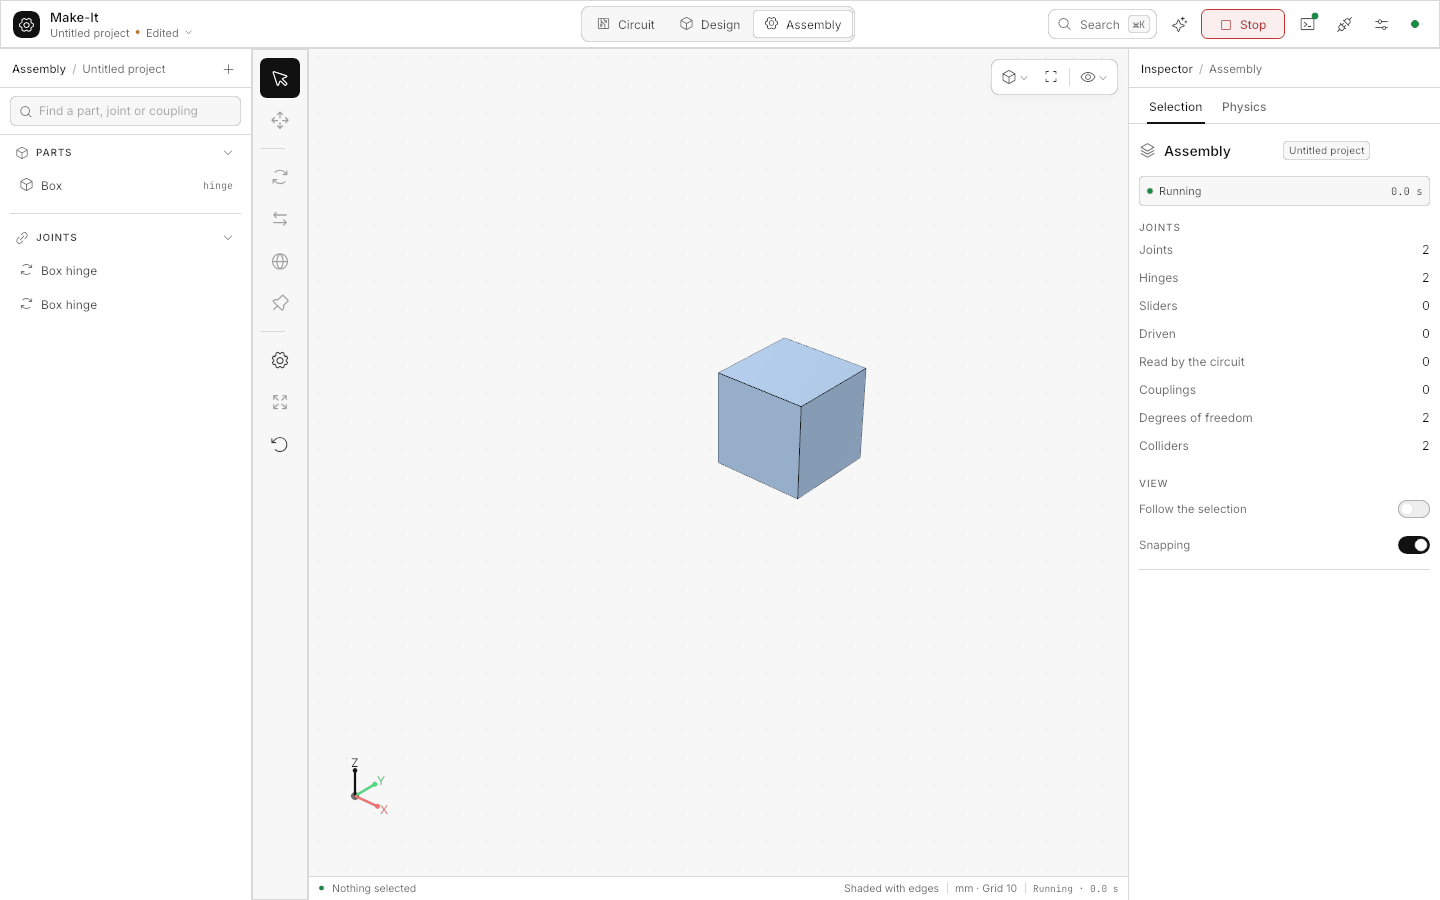 Make-It
Untitled project • Edited
Circuit
Design
Assembly
Search ⌘K
Stop
Assembly / Untitled project
Find a part, joint or coupling
PARTS
Box hinge
JOINTS
Box hinge
Box hinge
Z
Y
X
Nothing selected
Shaded with edges
mm · Grid 10
Running · 0.0 s
Inspector / Assembly
Selection
Physics
Assembly
Untitled project
Running 0.0 s
JOINTS
Joints 2
Hinges 2
Sliders 0
Driven 0
Read by the circuit 0
Couplings 0
Degrees of freedom 2
Colliders 2
VIEW
Follow the selection
Snapping